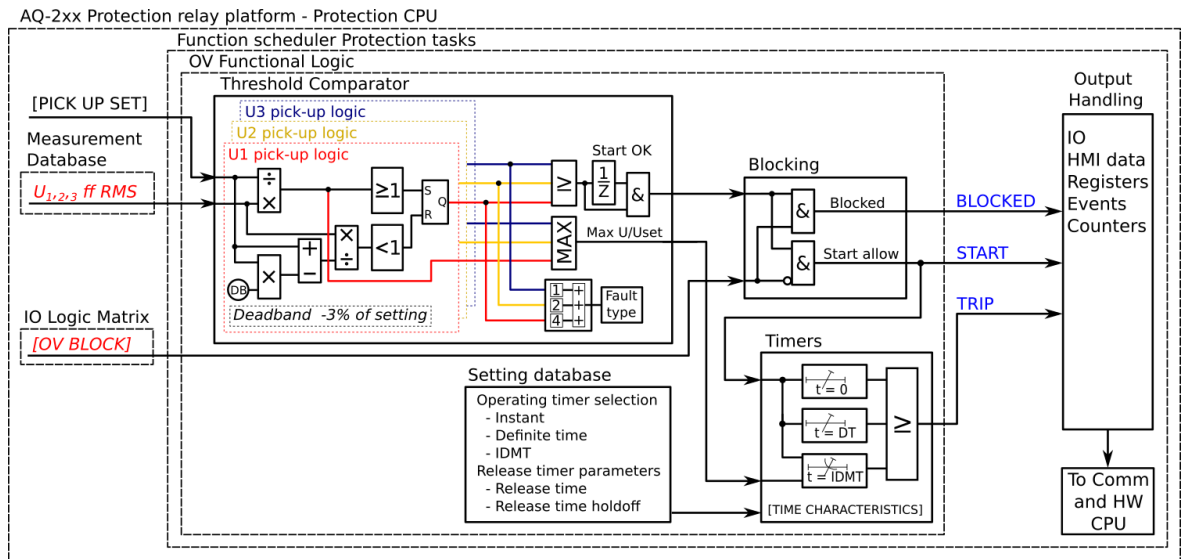 AQ-2xx Protection relay platform - Protection CPU
Function scheduler Protection tasks
OV Functional Logic
Threshold Comparator
[PICK UP SET]
Measurement
Database
U1,2,3 ff RMS
IO Logic Matrix
[OV BLOCK]
U3 pick-up logic
U2 pick-up logic
U1 pick-up logic
÷
×
≥1
S
R
Q
×
÷
<1
+
−
×
DB
Deadband -3% of setting
≥
Start OK
1
Z
&
MAX
Max U/Uset
1 +
2 +
4 +
Fault
type
Blocking
&
Blocked
&
Start allow
BLOCKED
START
TRIP
Setting database
Operating timer selection
- Instant
- Definite time
- IDMT
Release timer parameters
- Release time
- Release time holdoff
Timers
t = 0
t = DT
t = IDMT
≥
[TIME CHARACTERISTICS]
Output
Handling
IO
HMI data
Registers
Events
Counters
To Comm
and HW
CPU